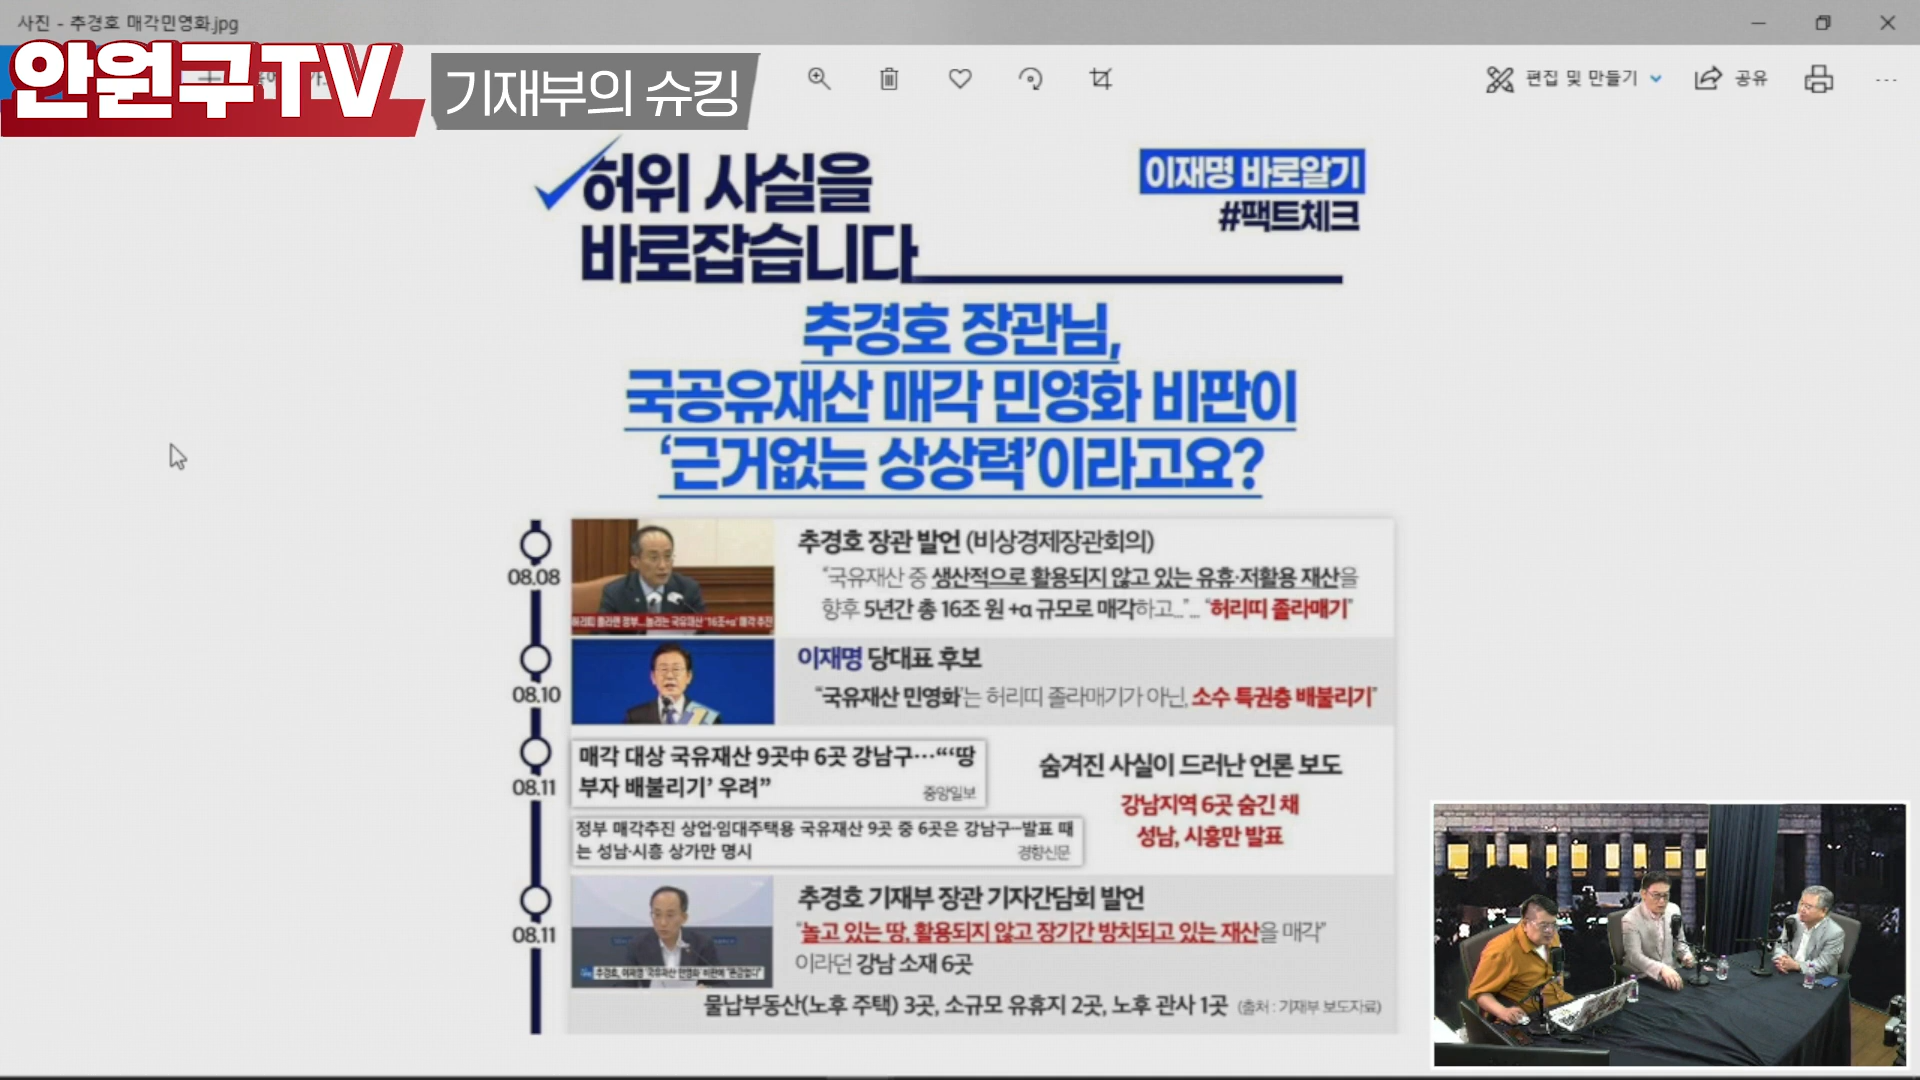 사진 - 추경호 매각민영화.jpg
안원구TV
기재부의 슈킹
편집 및 만들기
공유
허위 사실을
바로잡습니다
이재명 바로알기
#팩트체크
추경호 장관님,
국공유재산 매각 민영화 비판이
‘근거없는 상상력’이라고요?
08.08
추경호 장관 발언 (비상경제장관회의)
“국유재산 중 생산적으로 활용되지 않고 있는 유휴·저활용 재산을
향후 5년간 총 16조 원 +α 규모로 매각하고...”... “허리띠 졸라매기”
08.10
이재명 당대표 후보
“국유재산 민영화’는 허리띠 졸라매기가 아닌, 소수 특권층 배불리기”
08.11
매각 대상 국유재산 9곳中 6곳 강남구…“‘땅
부자 배불리기’ 우려”
중앙일보
정부 매각추진 상업·임대주택용 국유재산 9곳 중 6곳은 강남구…발표 때
는 성남·시흥 상가만 명시
경향신문
숨겨진 사실이 드러난 언론 보도
강남지역 6곳 숨긴 채
성남, 시흥만 발표
08.11
추경호, 이재명 '국유재산 민영화' 비판에
추경호 기재부 장관 기자간담회 발언
“놀고 있는 땅, 활용되지 않고 장기간 방치되고 있는 재산을 매각”
이라던 강남 소재 6곳
물납부동산(노후 주택) 3곳, 소규모 유휴지 2곳, 노후 관사 1곳 (출처 : 기재부 보도자료)